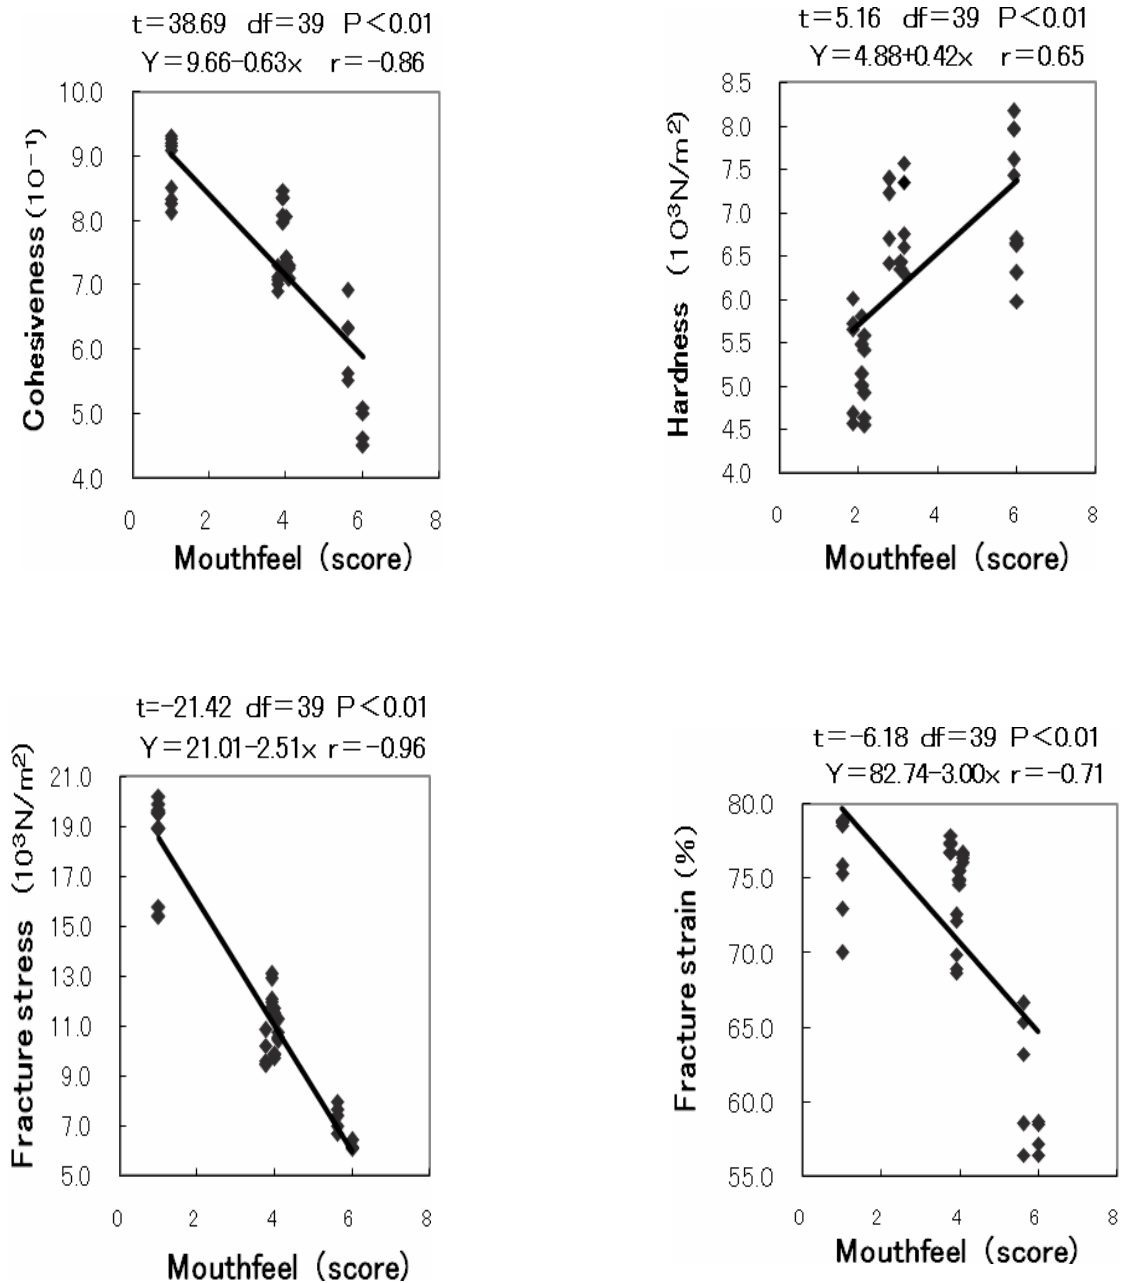 t=38.69 df=39 P<0.01
Y=9.66-0.63x r=-0.86
Cohesiveness (10⁻¹)
10.0
9.0
8.0
7.0
6.0
5.0
4.0
0 2 4 6 8
Mouthfeel (score)
t=5.16 df=39 P<0.01
Y=4.88+0.42x r=0.65
Hardness (10³N/m²)
8.5
8.0
7.5
7.0
6.5
6.0
5.5
5.0
4.5
4.0
0 2 4 6 8
Mouthfeel (score)
t=-21.42 df=39 P<0.01
Y=21.01-2.51x r=-0.96
Fracture stress (10³N/m²)
21.0
19.0
17.0
15.0
13.0
11.0
9.0
7.0
5.0
0 2 4 6 8
Mouthfeel (score)
t=-6.18 df=39 P<0.01
Y=82.74-3.00x r=-0.71
Fracture strain (%)
80.0
75.0
70.0
65.0
60.0
55.0
0 2 4 6 8
Mouthfeel (score)